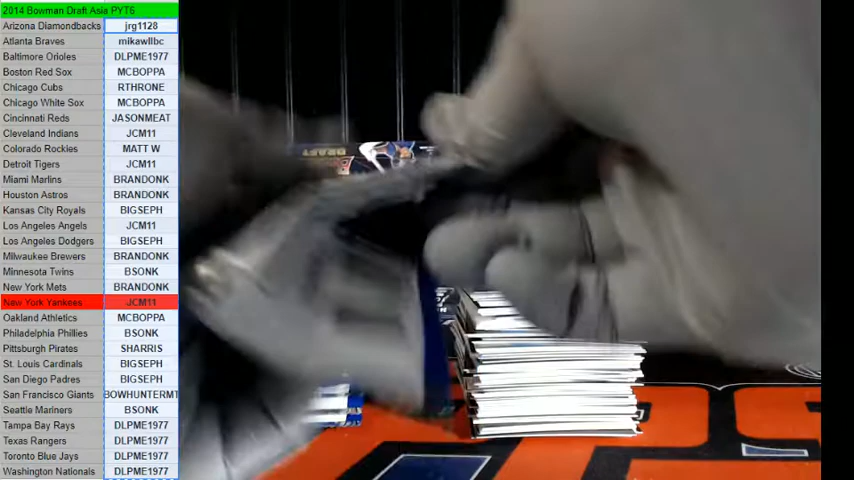 2014 Bowman Draft Asia PYT6
Arizona Diamondbacks jrg1128
Atlanta Braves mikawllbc
Baltimore Orioles DLPME1977
Boston Red Sox MCBOPPA
Chicago Cubs RTHRONE
Chicago White Sox MCBOPPA
Cincinnati Reds JASONMEAT
Cleveland Indians JCM11
Colorado Rockies MATT W
Detroit Tigers JCM11
Miami Marlins BRANDONK
Houston Astros BRANDONK
Kansas City Royals BIGSEPH
Los Angeles Angels JCM11
Los Angeles Dodgers BIGSEPH
Milwaukee Brewers BRANDONK
Minnesota Twins BSONK
New York Mets BRANDONK
New York Yankees JCM11
Oakland Athletics MCBOPPA
Philadelphia Phillies BSONK
Pittsburgh Pirates SHARRIS
St. Louis Cardinals BIGSEPH
San Diego Padres BIGSEPH
San Francisco Giants BOWHUNTERMT
Seattle Mariners BSONK
Tampa Bay Rays DLPME1977
Texas Rangers DLPME1977
Toronto Blue Jays DLPME1977
Washington Nationals DLPME1977
DRAFT